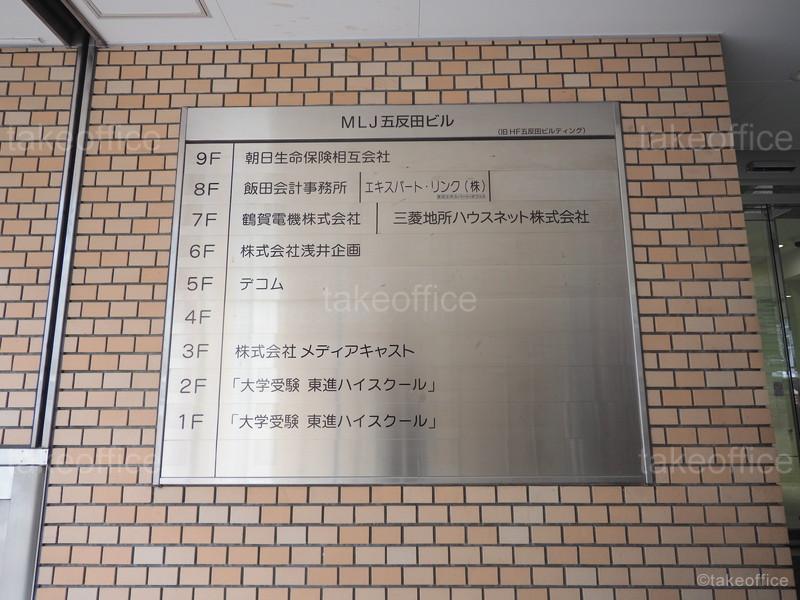 MLJ五反田ビル
(旧 HF五反田ビルディング)
9F 朝日生命保険相互会社
8F 飯田会計事務所 エキスパート・リンク(株)
7F 鶴賀電機株式会社 三菱地所ハウスネット株式会社
6F 株式会社浅井企画
5F デコム
4F
3F 株式会社 メディアキャスト
2F 「大学受験 東進ハイスクール」
1F 「大学受験 東進ハイスクール」
takeoffice
takeoffice
takeoffice
takeoffice
takeoffice
©takeoffice